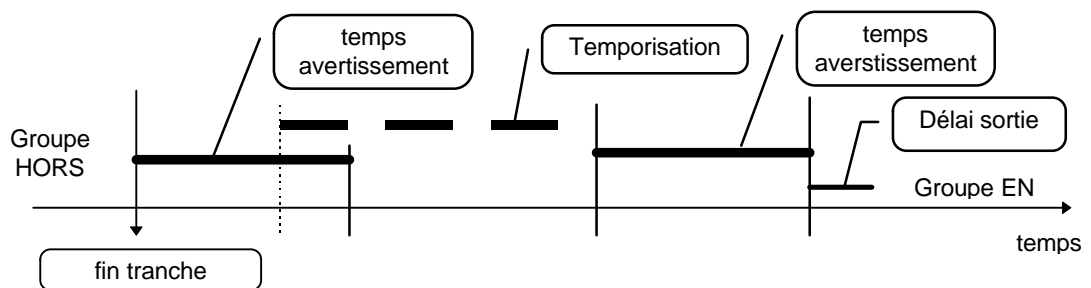 temps
avertissement
Temporisation
temps
averstissement
Délai sortie
Groupe
HORS
Groupe EN
temps
fin tranche